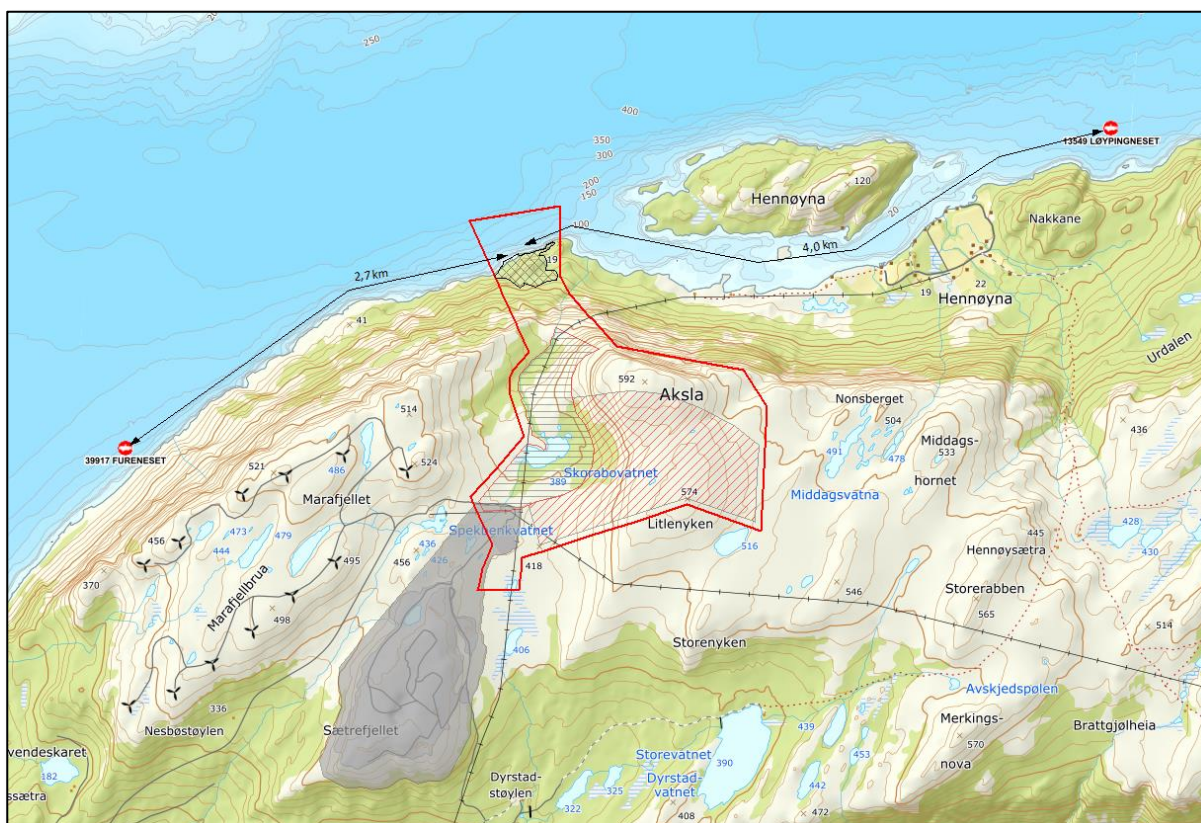 250
400
350
300
200
150
100
20
13549 LØYPINGNESET
120
Hennøyna
Nakkane
4,0 km
2,7 km
19
19
22
Hennøyna
Urdalen
41
592
Aksla
Nonsberget
504
514
436
Middags-
533
hornet
491
478
39917 FURENESET
521
486
524
Skorabovatnet
389
Marafjellet
574
Middagsvatna
Litlenyken
Spekbenkvatnet
516
428
430
445
Hennøysætra
456
473
479
444
436
426
456
495
418
370
Marafjellbrua
498
546
Storerabben
565
514
Storenyken
406
Avskjedspølen
336
Nesbøstøylen
Sætrefjellet
Merkings-
570
nova
Brattgjølheia
vendeskaret
182
ssætra
Storevatnet
390
Dyrstad-
vatnet
439
453
442
472
408
Dyrstad-
støylen
322
325